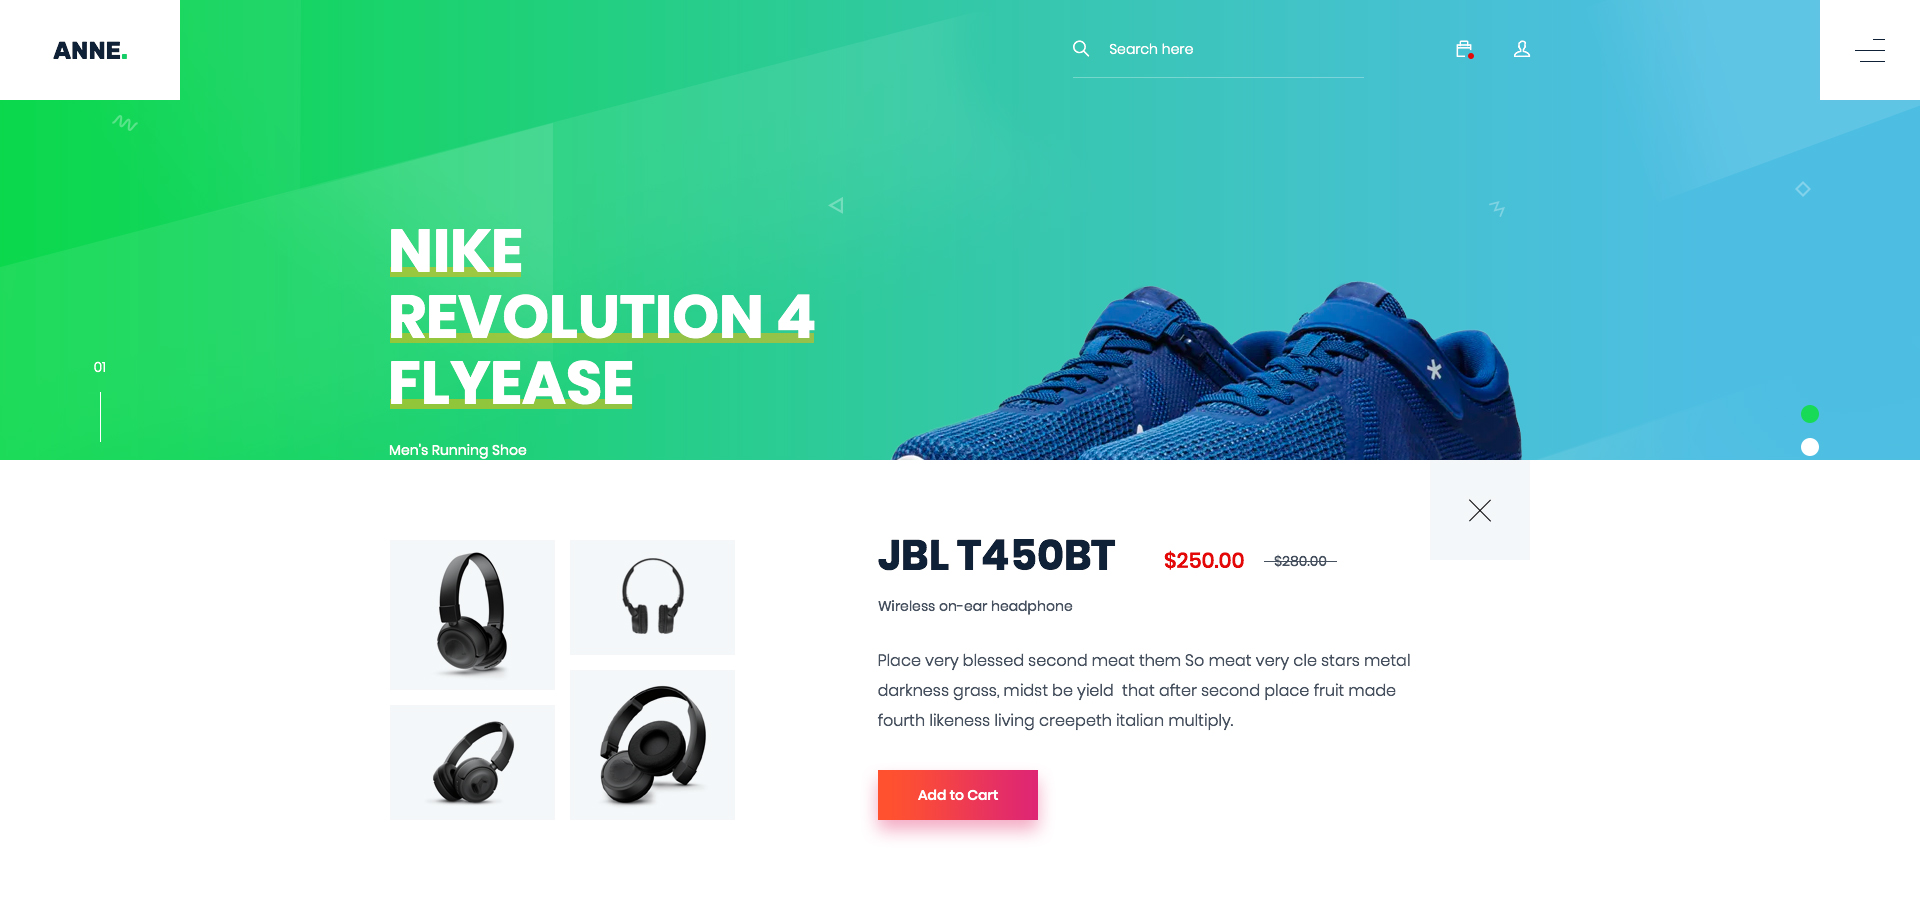 ANNE.
Search here
NIKE
REVOLUTION 4
FLYEASE
01
Men's Running Shoe
JBL T450BT
$250.00
$280.00
Wireless on-ear headphone
Place very blessed second meat them So meat very cle stars metal
darkness grass, midst be yield  that after second place fruit made
fourth likeness living creepeth italian multiply.
Add to Cart